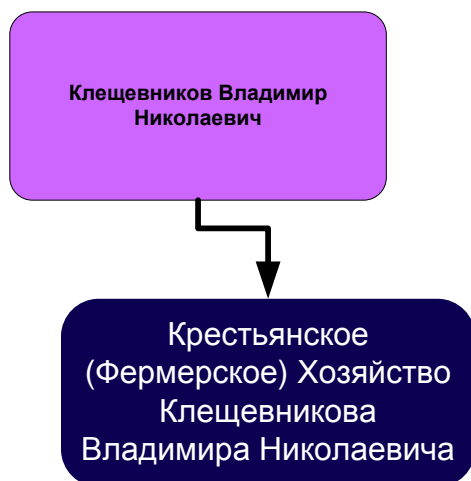 Клещевников Владимир
Николаевич
Крестьянское
(Фермерское) Хозяйство
Клещевникова
Владимира Николаевича